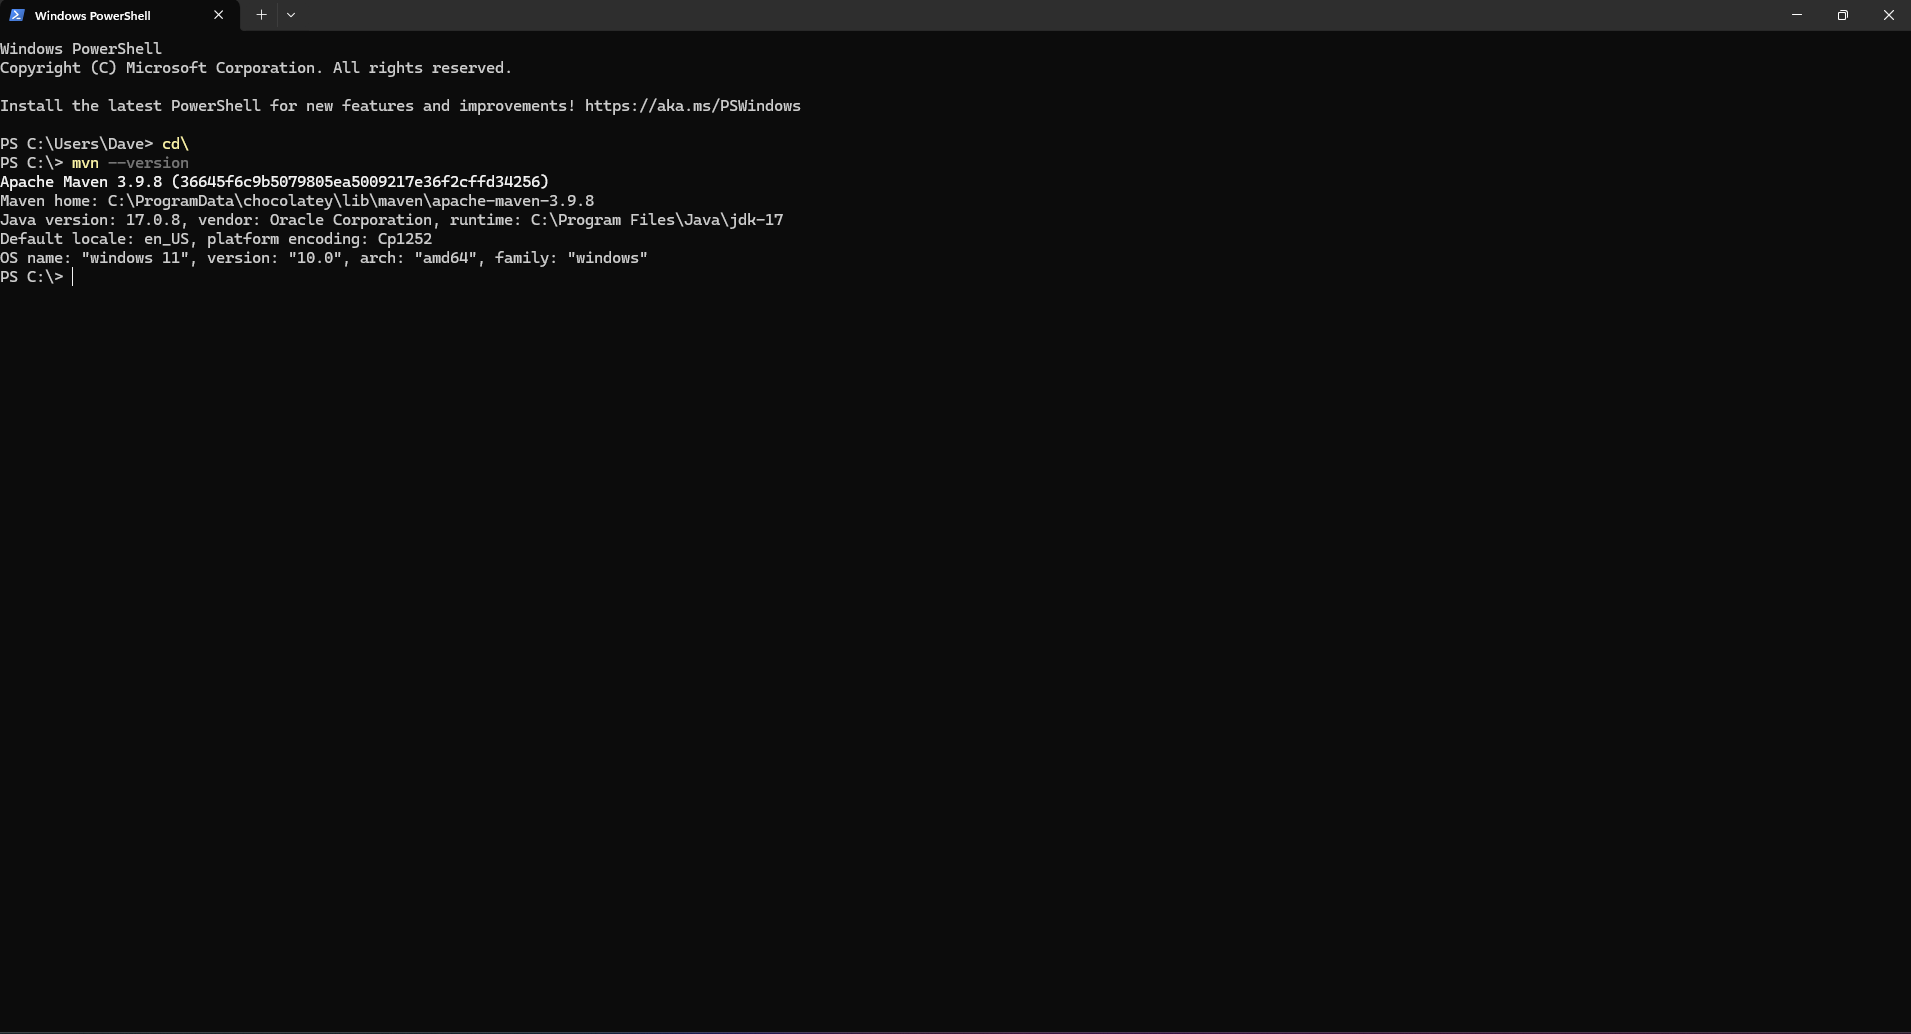 Windows PowerShell
Windows PowerShell
Copyright (C) Microsoft Corporation. All rights reserved.
Install the latest PowerShell for new features and improvements! https://aka.ms/PSWindows
PS C:\Users\Dave> cd\
PS C:\> mvn --version
Apache Maven 3.9.8 (36645f6c9b5079805ea5009217e36f2cffd34256)
Maven home: C:\ProgramData\chocolatey\lib\maven\apache-maven-3.9.8
Java version: 17.0.8, vendor: Oracle Corporation, runtime: C:\Program Files\Java\jdk-17
Default locale: en_US, platform encoding: Cp1252
OS name: "windows 11", version: "10.0", arch: "amd64", family: "windows"
PS C:\>